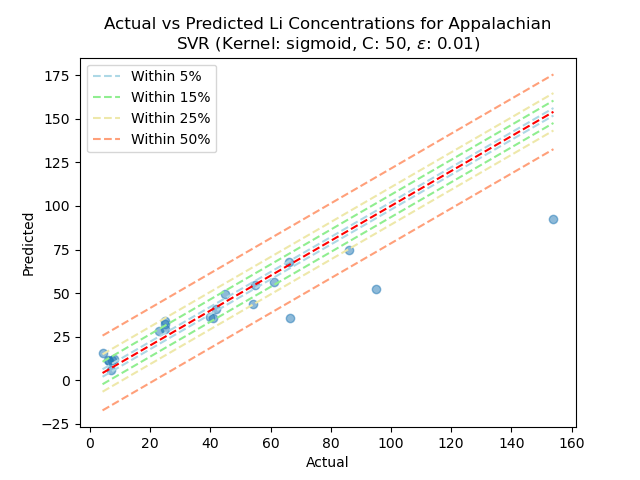 Actual vs Predicted Li Concentrations for Appalachian
SVR (Kernel: sigmoid, C: 50, ε: 0.01)
Within 5%
Within 15%
Within 25%
Within 50%
175
150
125
100
75
50
25
0
−25
Predicted
0 20 40 60 80 100 120 140 160
Actual